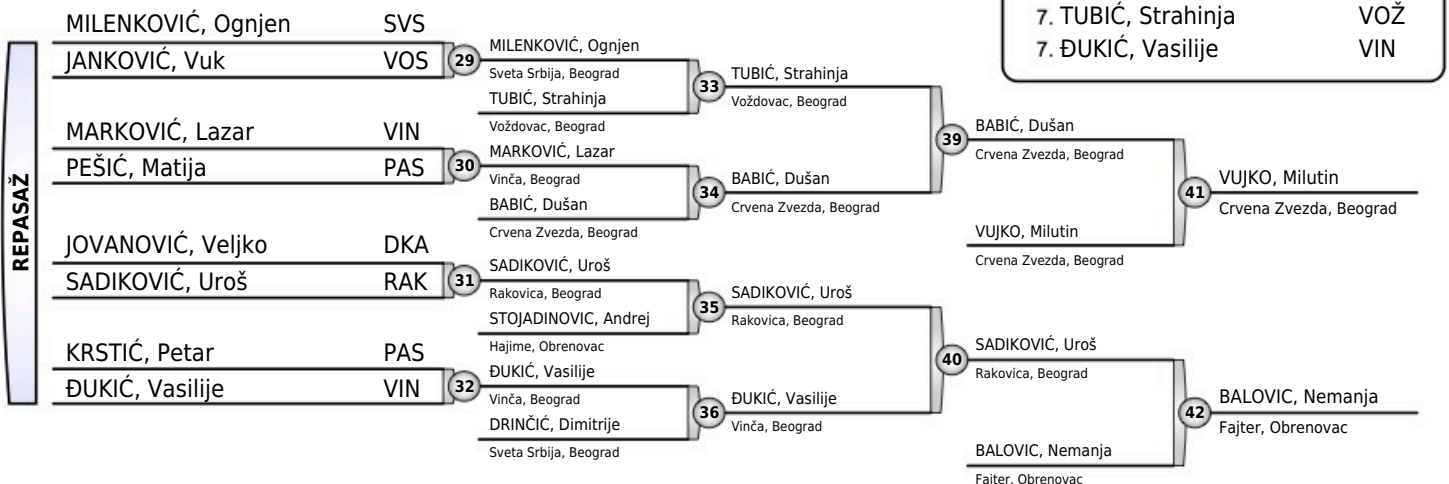 7. TUBIĆ, Strahinja VOŽ
7. ĐUKIĆ, Vasilije VIN
REPASAŽ
MILENKOVIĆ, Ognjen SVS
JANKOVIĆ, Vuk VOS
29
MARKOVIĆ, Lazar VIN
PEŠIĆ, Matija PAS
30
JOVANOVIĆ, Veljko DKA
SADIKOVIĆ, Uroš RAK
31
KRSTIĆ, Petar PAS
ĐUKIĆ, Vasilije VIN
32
MILENKOVIĆ, Ognjen
Sveta Srbija, Beograd
TUBIĆ, Strahinja
Voždovac, Beograd
33
MARKOVIĆ, Lazar
Vinča, Beograd
BABIĆ, Dušan
Crvena Zvezda, Beograd
34
SADIKOVIĆ, Uroš
Rakovica, Beograd
STOJADINOVIC, Andrej
Hajime, Obrenovac
35
ĐUKIĆ, Vasilije
Vinča, Beograd
DRINČIĆ, Dimitrije
Sveta Srbija, Beograd
36
TUBIĆ, Strahinja
Voždovac, Beograd
BABIĆ, Dušan
Crvena Zvezda, Beograd
39
SADIKOVIĆ, Uroš
Rakovica, Beograd
ĐUKIĆ, Vasilije
Vinča, Beograd
40
BABIĆ, Dušan
Crvena Zvezda, Beograd
VUJKO, Milutin
Crvena Zvezda, Beograd
41
SADIKOVIĆ, Uroš
Rakovica, Beograd
BALOVIC, Nemanja
Fajter, Obrenovac
42
VUJKO, Milutin
Crvena Zvezda, Beograd
BALOVIC, Nemanja
Fajter, Obrenovac